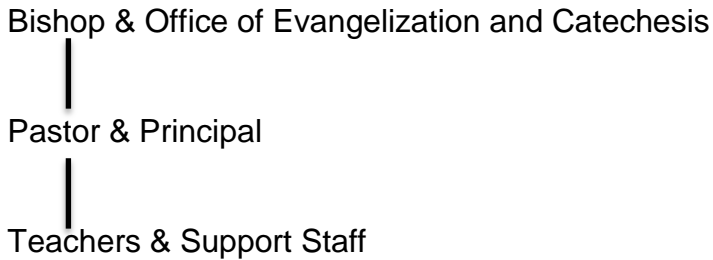 Bishop & Office of Evangelization and Catechesis
Pastor & Principal
Teachers & Support Staff